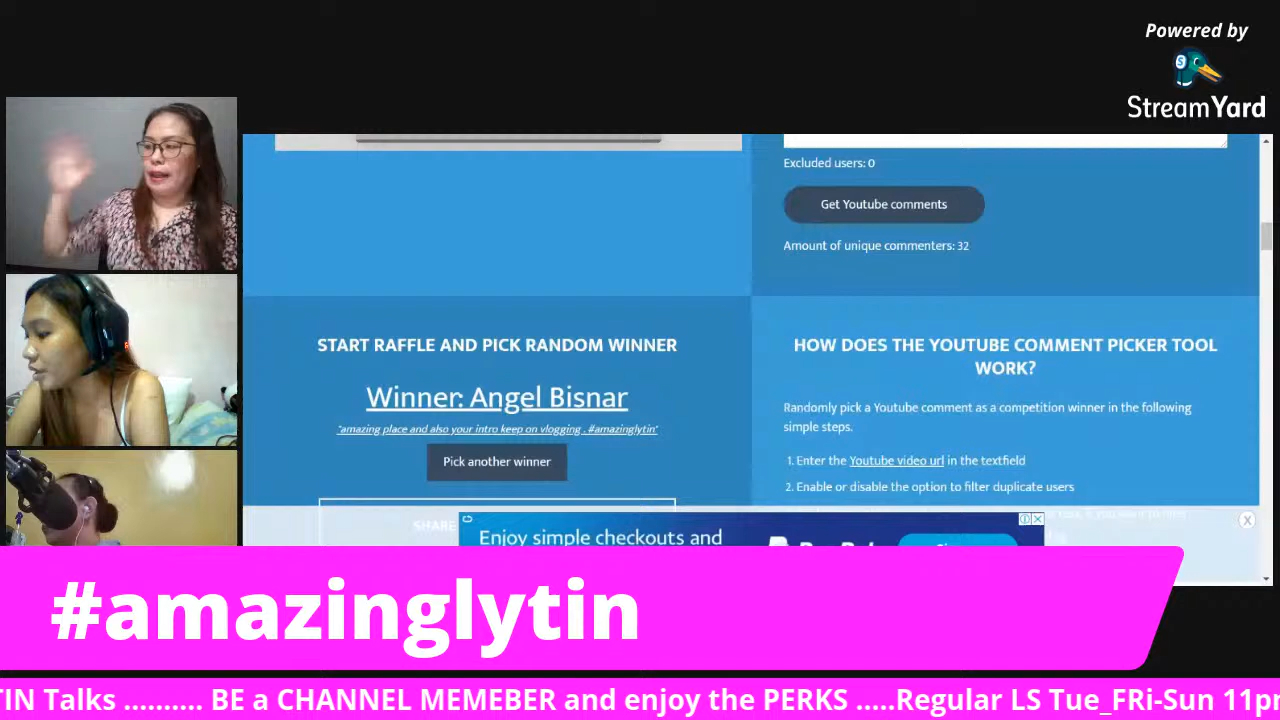 Powered by
StreamYard
Excluded users: 0
Get Youtube comments
Amount of unique commenters: 32
START RAFFLE AND PICK RANDOM WINNER
Winner: Angel Bisnar
"amazing place and also your intro keep on vlogging . #amazinglytin"
Pick another winner
SHARE
HOW DOES THE YOUTUBE COMMENT PICKER TOOL
WORK?
Randomly pick a Youtube comment as a competition winner in the following
simple steps.
1. Enter the Youtube video url in the textfield
2. Enable or disable the option to filter duplicate users
Enjoy simple checkouts and
#amazinglytin
TIN Talks .......... BE a CHANNEL MEMEBER and enjoy the PERKS .....Regular LS Tue_FRi-Sun 11pm